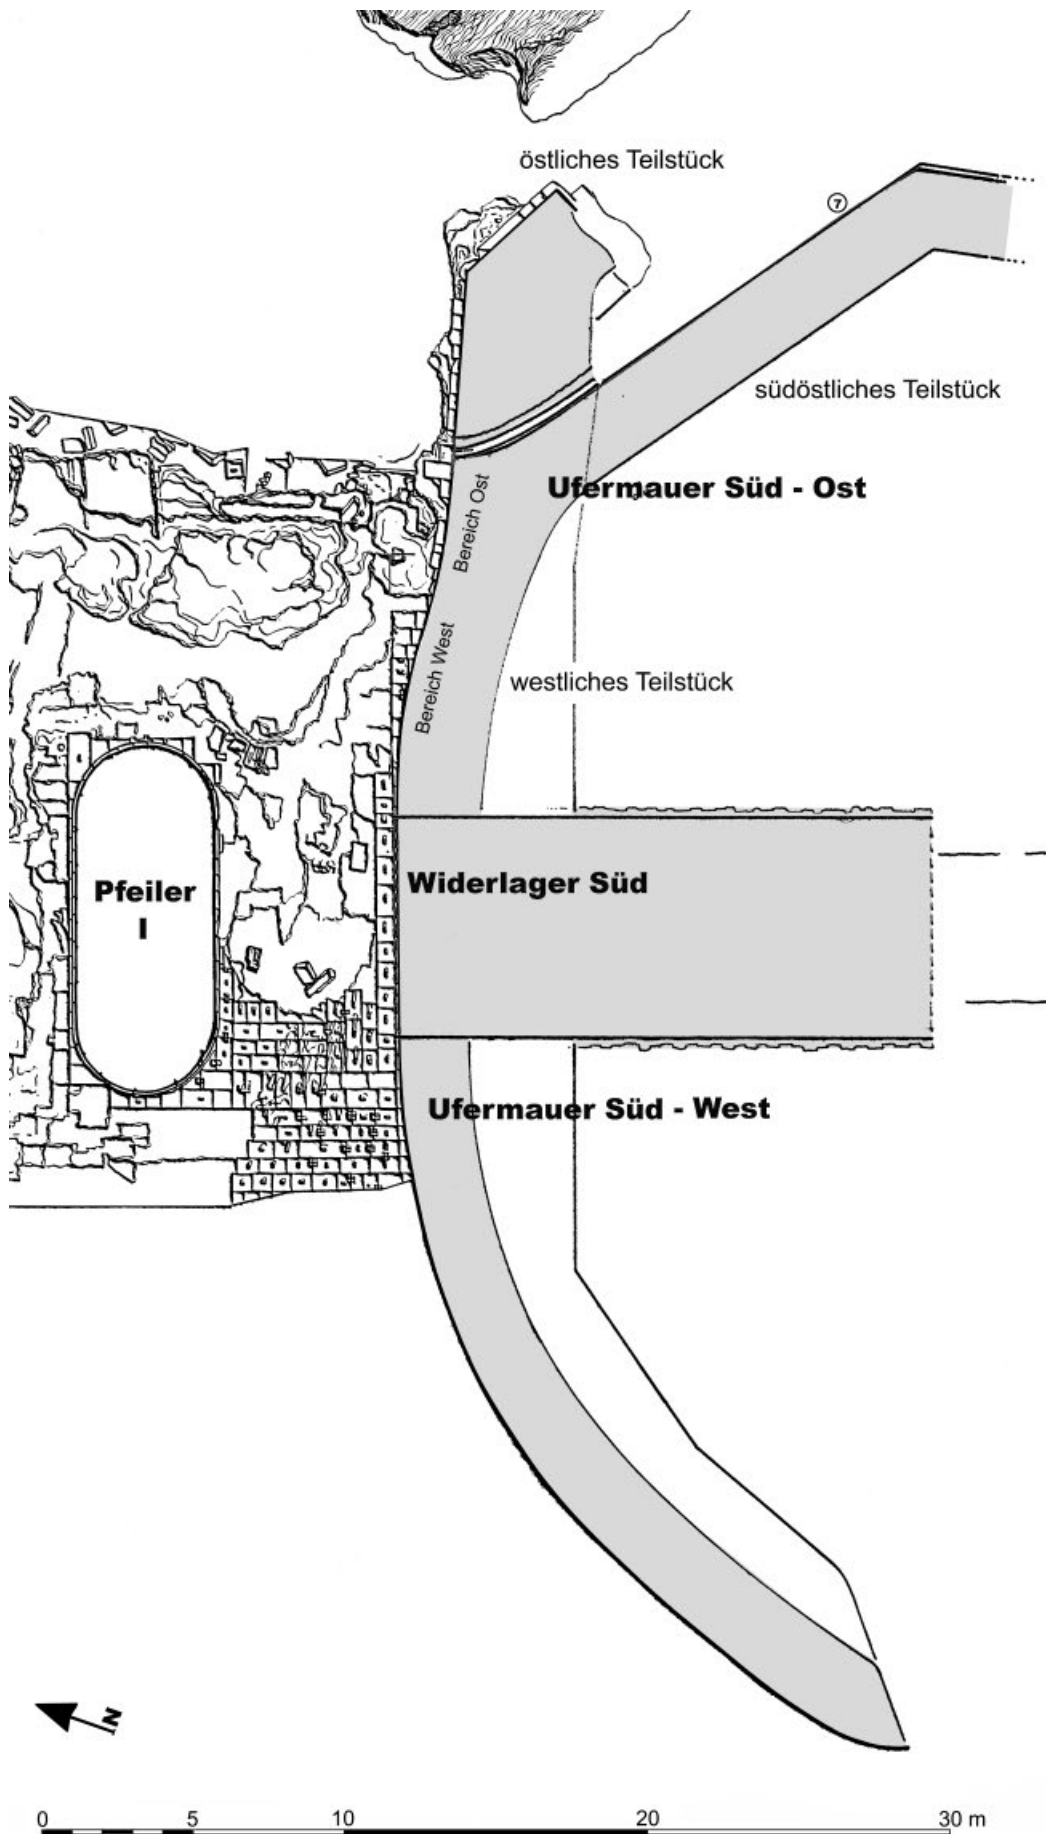 östliches Teilstück
7
südöstliches Teilstück
Ufermauer Süd - Ost
Bereich Ost
Bereich West
westliches Teilstück
Pfeiler
I
Widerlager Süd
Ufermauer Süd - West
N
0 5 10 20 30 m